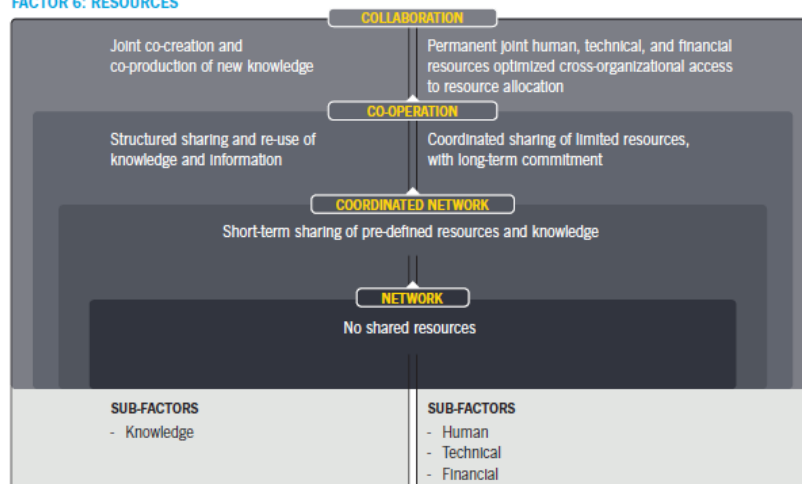 FACTOR 6: RESOURCES
COLLABORATION
Joint co-creation and
co-production of new knowledge
Permanent joint human, technical, and financial
resources optimized cross-organizational access
to resource allocation
CO-OPERATION
Structured sharing and re-use of
knowledge and information
Coordinated sharing of limited resources,
with long-term commitment
COORDINATED NETWORK
Short-term sharing of pre-defined resources and knowledge
NETWORK
No shared resources
SUB-FACTORS
- Knowledge
SUB-FACTORS
- Human
- Technical
- Financial